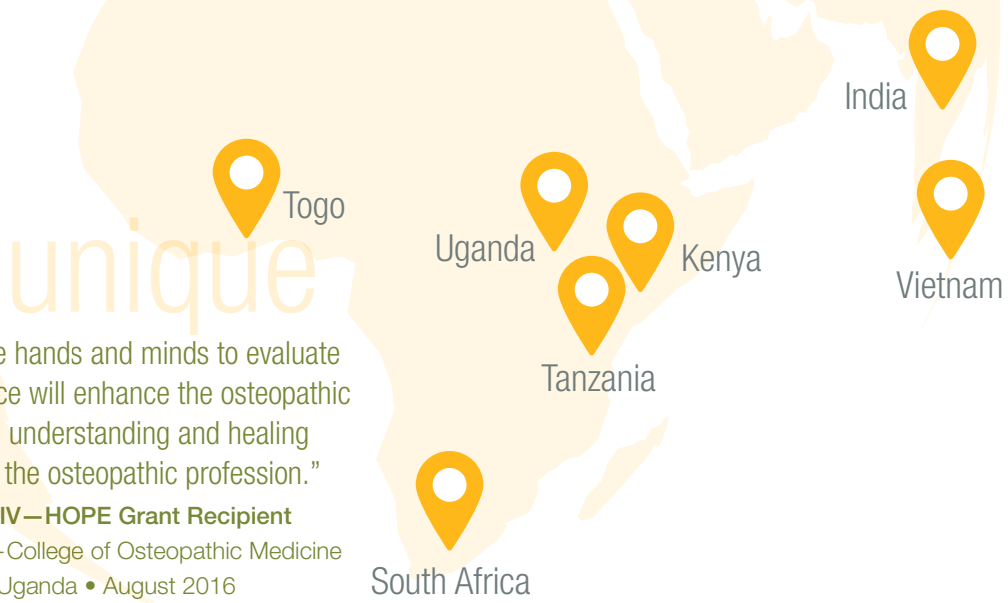 India
Togo
Uganda
Kenya
Vietnam
unique
Tanzania
hands and minds to evaluate
will enhance the osteopathic
understanding and healing
the osteopathic profession.”
IV—HOPE Grant Recipient
College of Osteopathic Medicine
Uganda • August 2016
South Africa